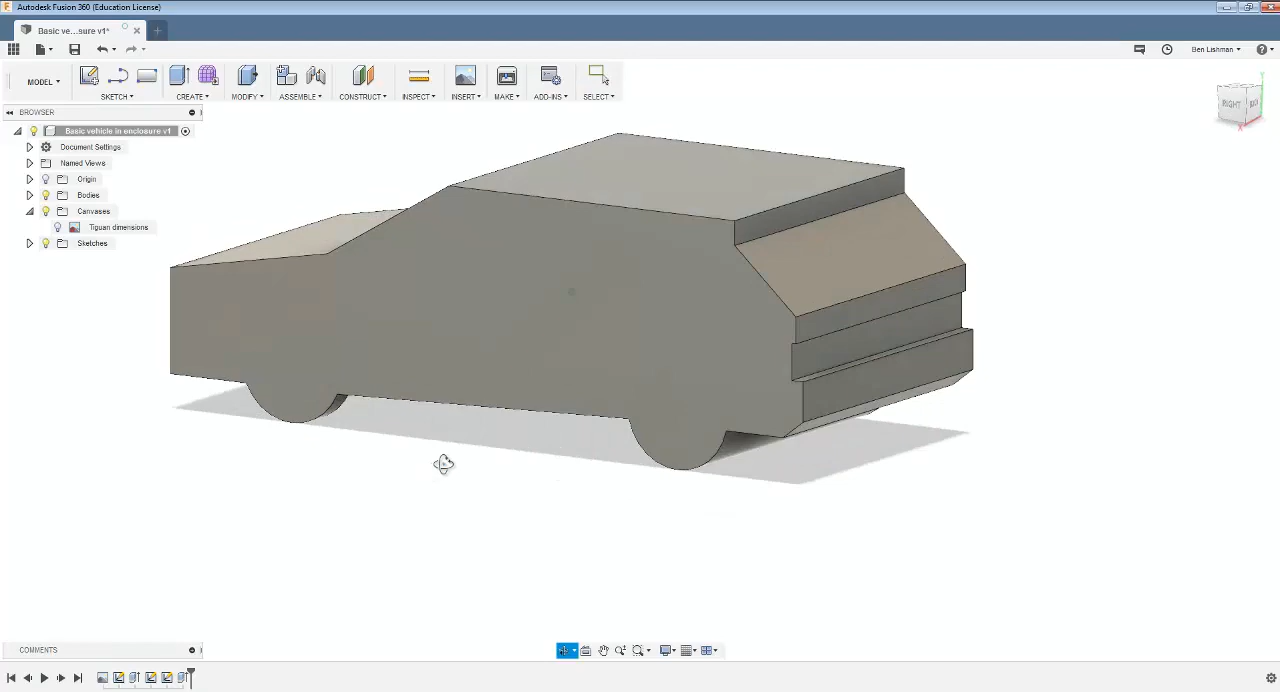 Autodesk Fusion 360 (Education License)
Basic ve...sure v1*
Ben Lishman
MODEL
SKETCH CREATE MODIFY ASSEMBLE CONSTRUCT INSPECT INSERT MAKE ADD-INS SELECT
BROWSER
Basic vehicle in enclosure v1
Document Settings
Named Views
Origin
Bodies
Canvases
Tiguan dimensions
Sketches
RIGHT
Y
X
COMMENTS